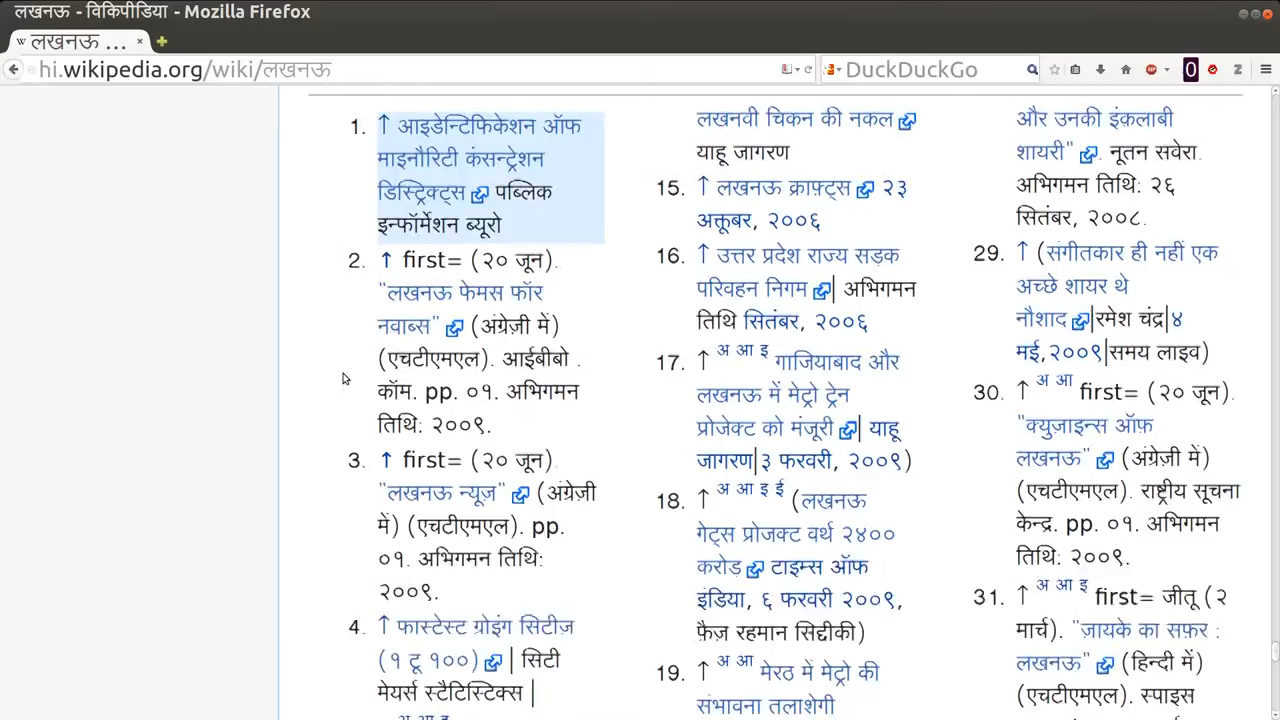 लखनऊ - विकिपीडिया - Mozilla Firefox
लखनऊ ...
hi.wikipedia.org/wiki/लखनऊ
DuckDuckGo
1. ↑ आइडेन्टिफिकेशन ऑफ
माइनौरिटी कंसन्ट्रेशन
डिस्ट्रिक्ट्स पब्लिक
इन्फॉर्मेशन ब्यूरो
2. ↑ first= (२० जून).
"लखनऊ फेमस फॉर
नवाब्स" (अंग्रेज़ी में)
(एचटीएमएल). आईबीबो .
कॉम. pp. ०१. अभिगमन
तिथि: २००९.
3. ↑ first= (२० जून).
"लखनऊ न्यूज़" (अंग्रेज़ी
में) (एचटीएमएल). pp.
०१. अभिगमन तिथि:
२००९.
4. ↑ फास्टेस्ट ग्रोइंग सिटीज़
(१ टू १००) | सिटी
मेयर्स स्टैटिस्टिक्स |
लखनवी चिकन की नकल
याहू जागरण
15. ↑ लखनऊ क्राफ़्ट्स २३
अक्तूबर, २००६
16. ↑ उत्तर प्रदेश राज्य सड़क
परिवहन निगम | अभिगमन
तिथि सितंबर, २००६
17. ↑ अ आ इ गाजियाबाद और
लखनऊ में मेट्रो ट्रेन
प्रोजेक्ट को मंजूरी | याहू
जागरण|३ फरवरी, २००९)
18. ↑ अ आ इ ई (लखनऊ
गेट्स प्रोजक्ट वर्थ २४००
करोड़ टाइम्स ऑफ
इंडिया, ६ फरवरी २००९,
फ़ैज़ रहमान सिद्दीकी)
19. ↑ अ आ मेरठ में मेट्रो की
संभावना तलाशेगी
और उनकी इंक़लाबी
शायरी" . नूतन सवेरा.
अभिगमन तिथि: २६
सितंबर, २००८.
29. ↑ (संगीतकार ही नहीं एक
अच्छे शायर थे
नौशाद |रमेश चंद्र|४
मई,२००९|समय लाइव)
30. ↑ अ आ first= (२० जून).
"क्युज़ाइन्स ऑफ़
लखनऊ" (अंग्रेज़ी में)
(एचटीएमएल). राष्ट्रीय सूचना
केन्द्र. pp. ०१. अभिगमन
तिथि: २००९.
31. ↑ अ आ इ first= जीतू (२
मार्च). "ज़ायके का सफ़र :
लखनऊ" (हिन्दी में)
(एचटीएमएल). स्पाइस